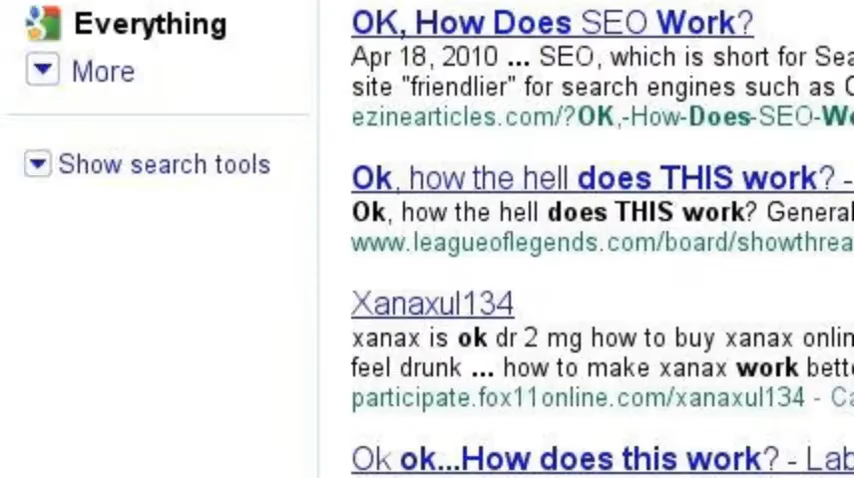 Everything
More
Show search tools
OK, How Does SEO Work?
Apr 18, 2010 ... SEO, which is short for Sea
site "friendlier" for search engines such as
ezinearticles.com/?OK,-How-Does-SEO-Wo
Ok, how the hell does THIS work? -
Ok, how the hell does THIS work? General
www.leagueoflegends.com/board/showthrea
Xanaxul134
xanax is ok dr 2 mg how to buy xanax onlin
feel drunk ... how to make xanax work bette
participate.fox11online.com/xanaxul134 - Ca
Ok ok...How does this work? - Lab